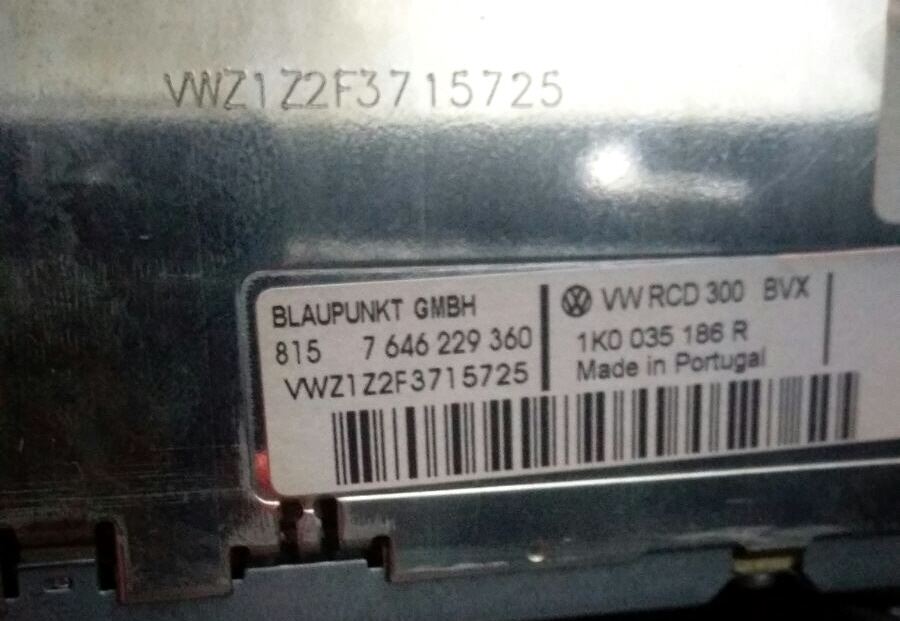 VWZ1Z2F3715725
BLAUPUNKT GMBH
815 7 646 229 360
VWZ1Z2F3715725
VW RCD 300 BVX
1K0 035 186 R
Made in Portugal